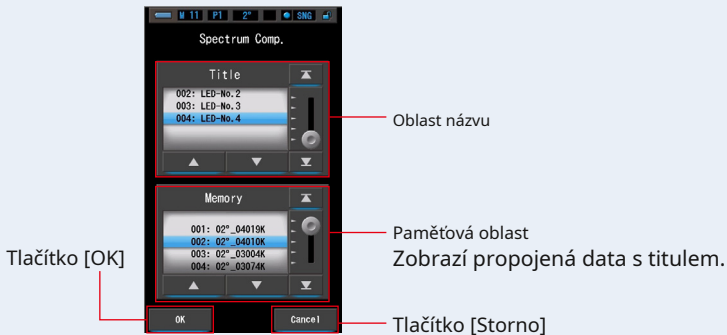 M 11 P1 2° SNG
Spectrum Comp.
Title
002: LED-No.2
003: LED-No.3
004: LED-No.4
Oblast názvu
Memory
001: 02°_04019K
002: 02°_04010K
003: 02°_03004K
004: 02°_03074K
Paměťová oblast
Zobrazí propojená data s titulem.
Tlačítko [OK]
OK
Cancel
Tlačítko [Storno]